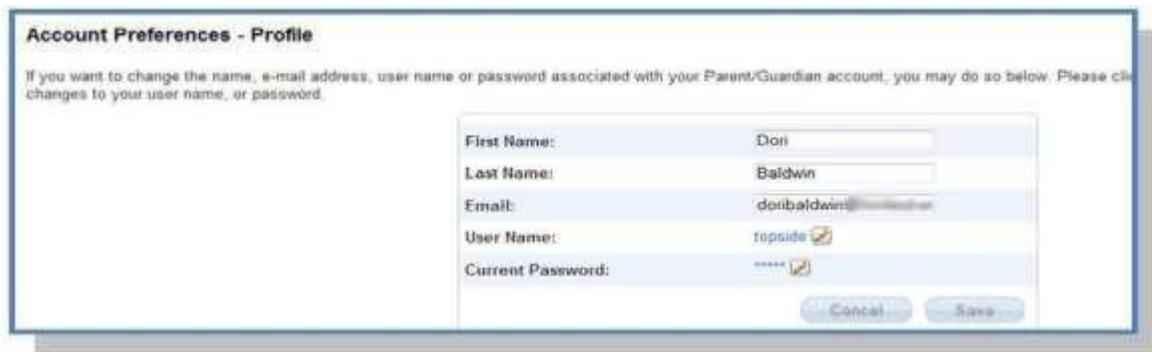 Account Preferences - Profile
If you want to change the name, e-mail address, user name or password associated with your Parent/Guardian account, you may do so below. Please
changes to your user name, or password.
First Name: Dori
Last Name: Baldwin
Email: doribaldwin@
User Name: topside
Current Password: *****
Cancel Save